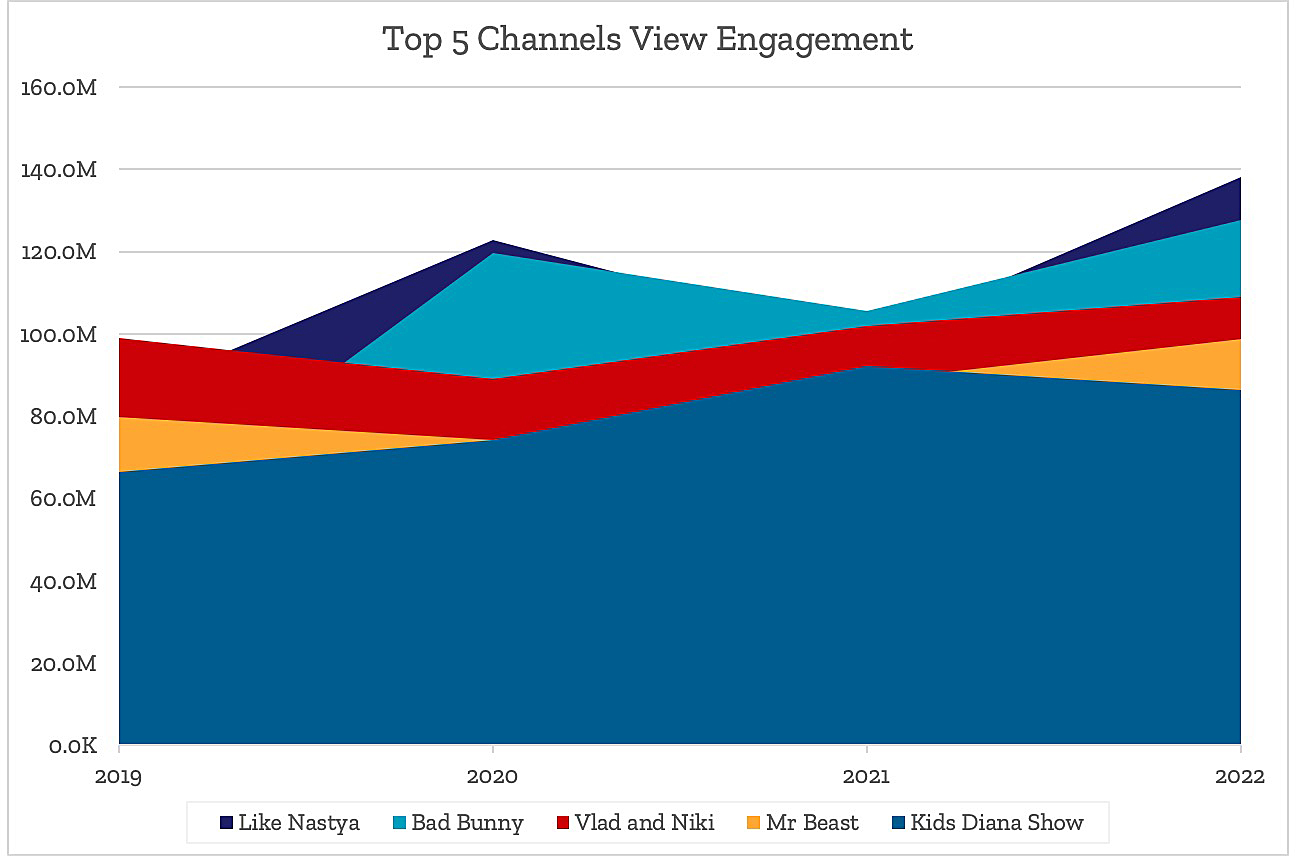 Top 5 Channels View Engagement
160.0M
140.0M
120.0M
100.0M
80.0M
60.0M
40.0M
20.0M
0.0K
2019 2020 2021 2022
Like Nastya Bad Bunny Vlad and Niki Mr Beast Kids Diana Show